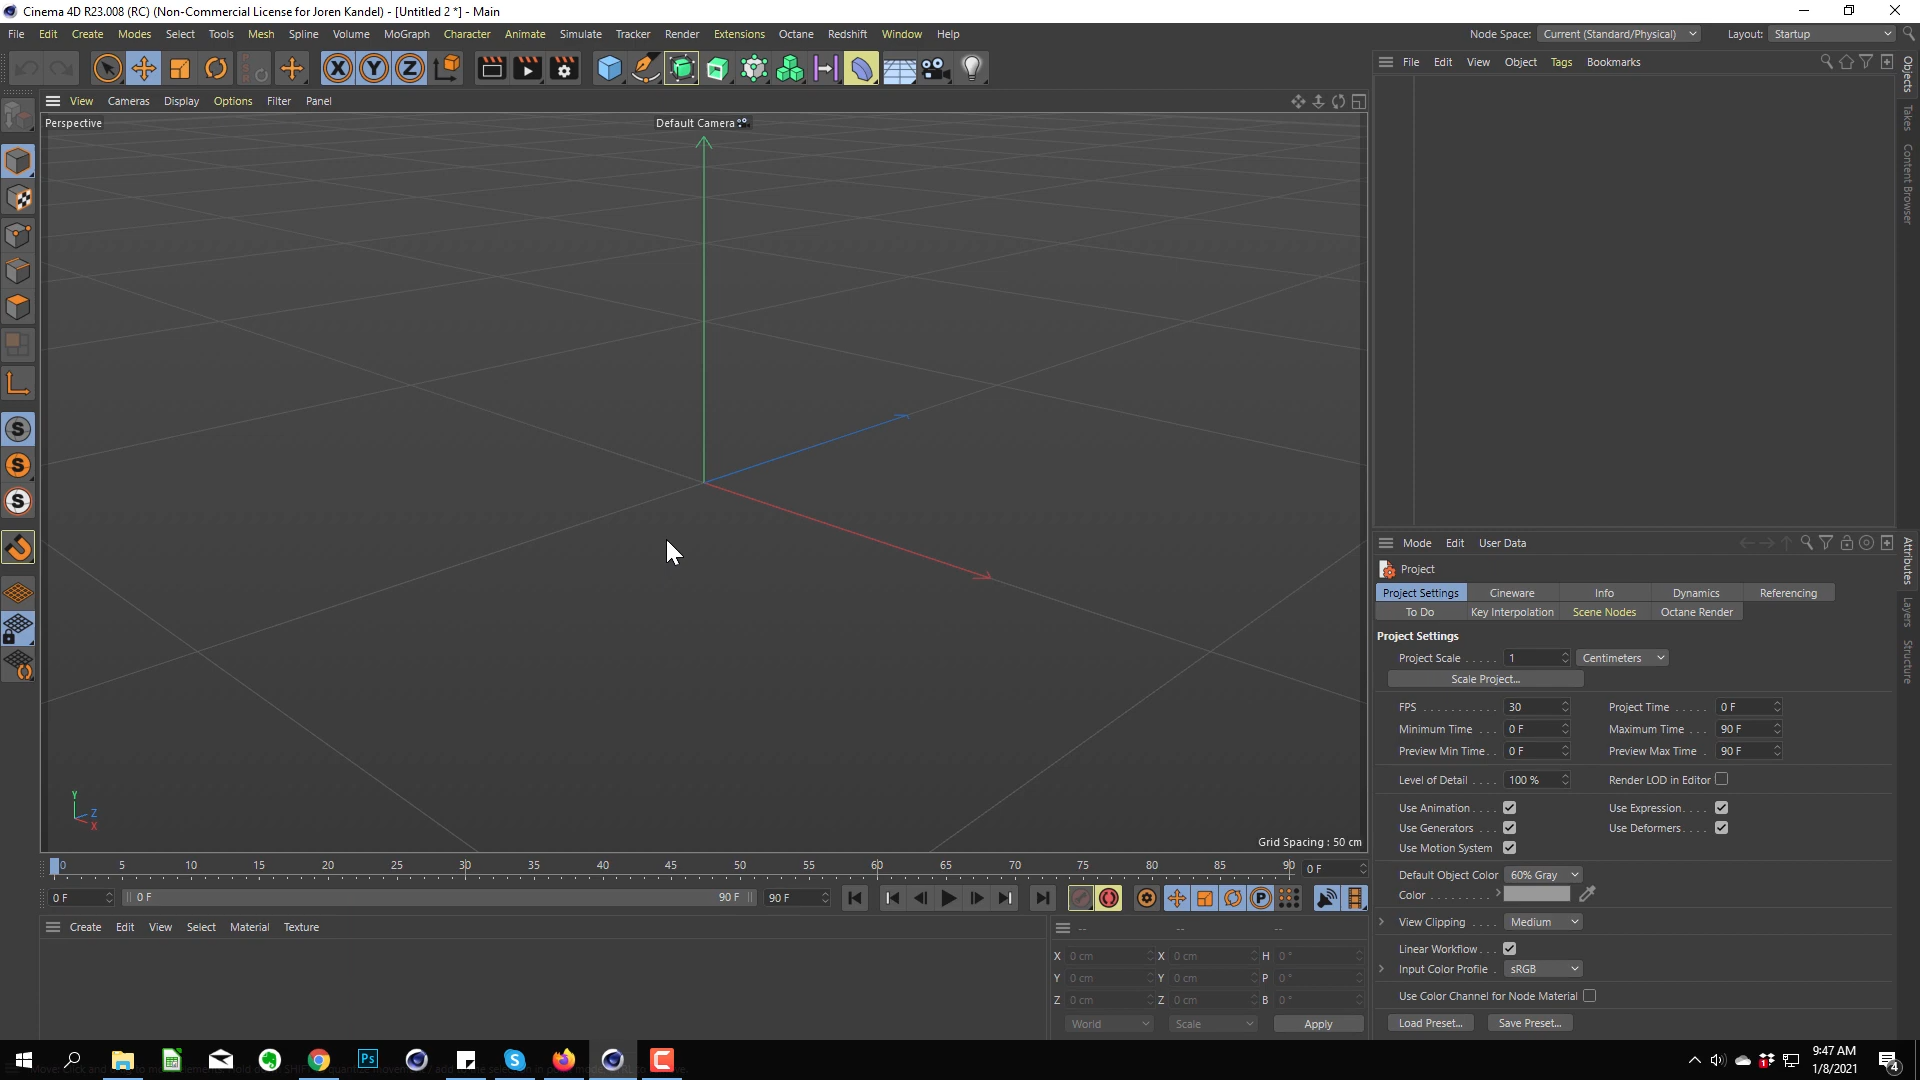 Cinema 4D R23.008 (RC) (Non-Commercial License for Joren Kandel) - [Untitled 2 *] - Main
File Edit Create Modes Select Tools Mesh Spline Volume MoGraph Character Animate Simulate Tracker Render Extensions Octane Redshift Window Help
Node Space: Current (Standard/Physical) Layout: Startup
X Y Z
File Edit View Object Tags Bookmarks
View Cameras Display Options Filter Panel
Perspective
Default Camera
Objects
Takes
Content Browser
S
S
S
Y
Z
X
Grid Spacing : 50 cm
Mode Edit User Data
Attributes
Layers
Structure
Project
Project Settings Cineware Info Dynamics Referencing
To Do Key Interpolation Scene Nodes Octane Render
Project Settings
Project Scale . . . . . 1 Centimeters
Scale Project...
FPS . . . . . . . . . . . 30 Project Time . . . . . 0 F
Minimum Time . . . 0 F Maximum Time . . . 90 F
Preview Min Time . . 0 F Preview Max Time . 90 F
Level of Detail . . . . 100 % Render LOD in Editor
Use Animation . . . . Use Expression . . . .
Use Generators . . . Use Deformers . . . .
Use Motion System
Default Object Color 60% Gray
Color . . . . . . . . .
View Clipping . . . . Medium
Linear Workflow . . .
Input Color Profile . sRGB
Use Color Channel for Node Material
Load Preset... Save Preset...
0 5 10 15 20 25 30 35 40 45 50 55 60 65 70 75 80 85 90 0 F
0 F 0 F 90 F 90 F
P
Create Edit View Select Material Texture
-- -- --
X 0 cm X 0 cm H 0 °
Y 0 cm Y 0 cm P 0 °
Z 0 cm Z 0 cm B 0 °
World Scale Apply
Ps
S
C
9:47 AM
1/8/2021
4